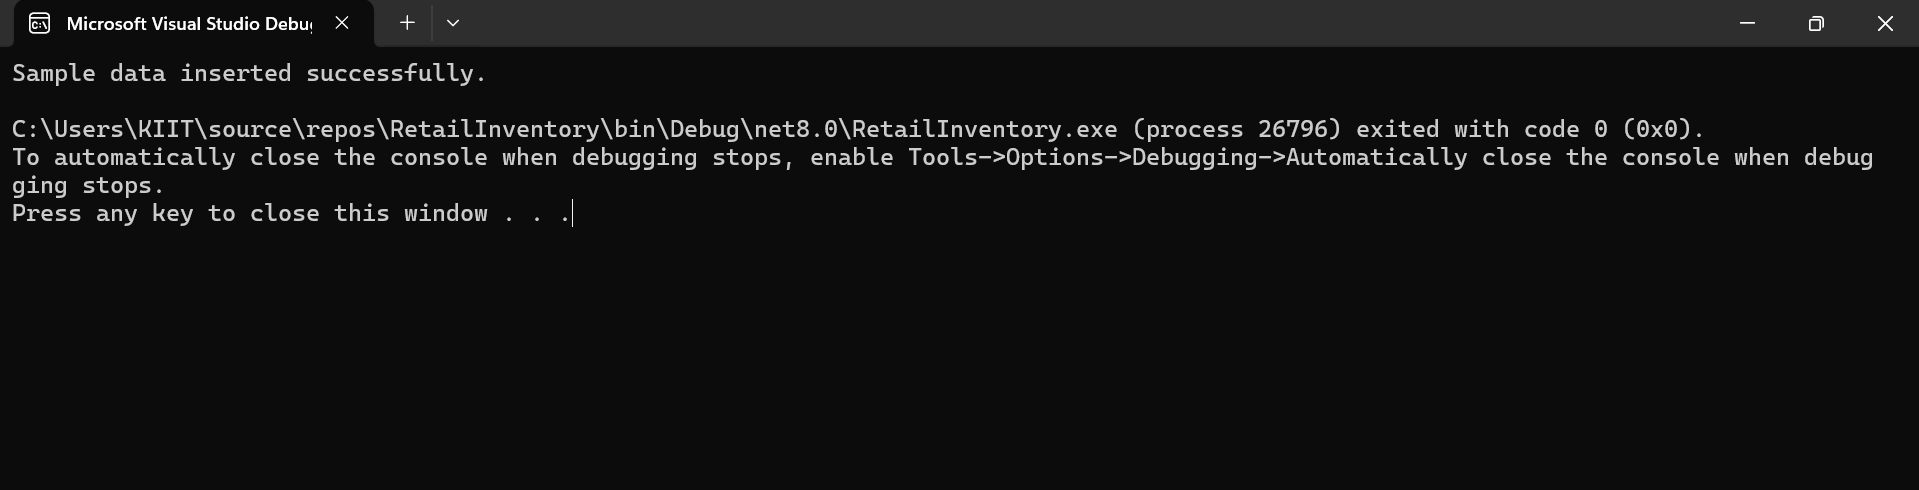 Microsoft Visual Studio Debu
Sample data inserted successfully.
C:\Users\KIIT\source\repos\RetailInventory\bin\Debug\net8.0\RetailInventory.exe (process 26796) exited with code 0 (0x0).
To automatically close the console when debugging stops, enable Tools->Options->Debugging->Automatically close the console when debug
ging stops.
Press any key to close this window . . .